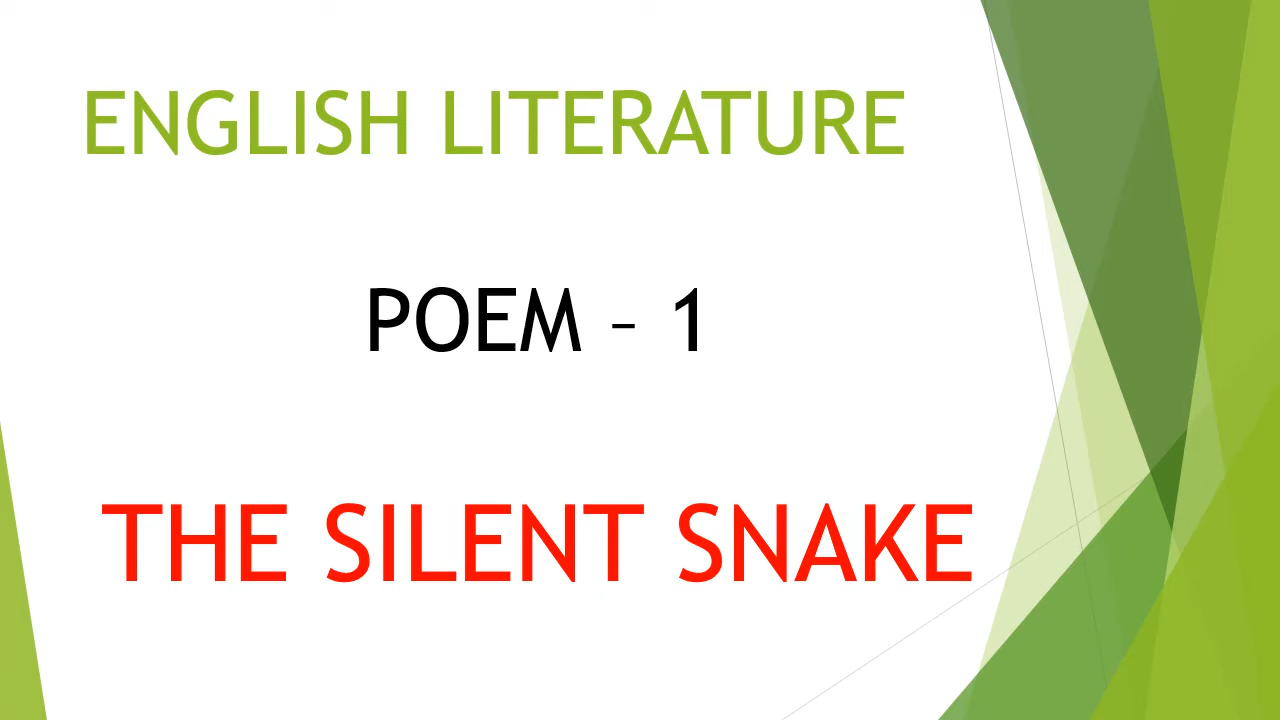 ENGLISH LITERATURE
POEM – 1
THE SILENT SNAKE